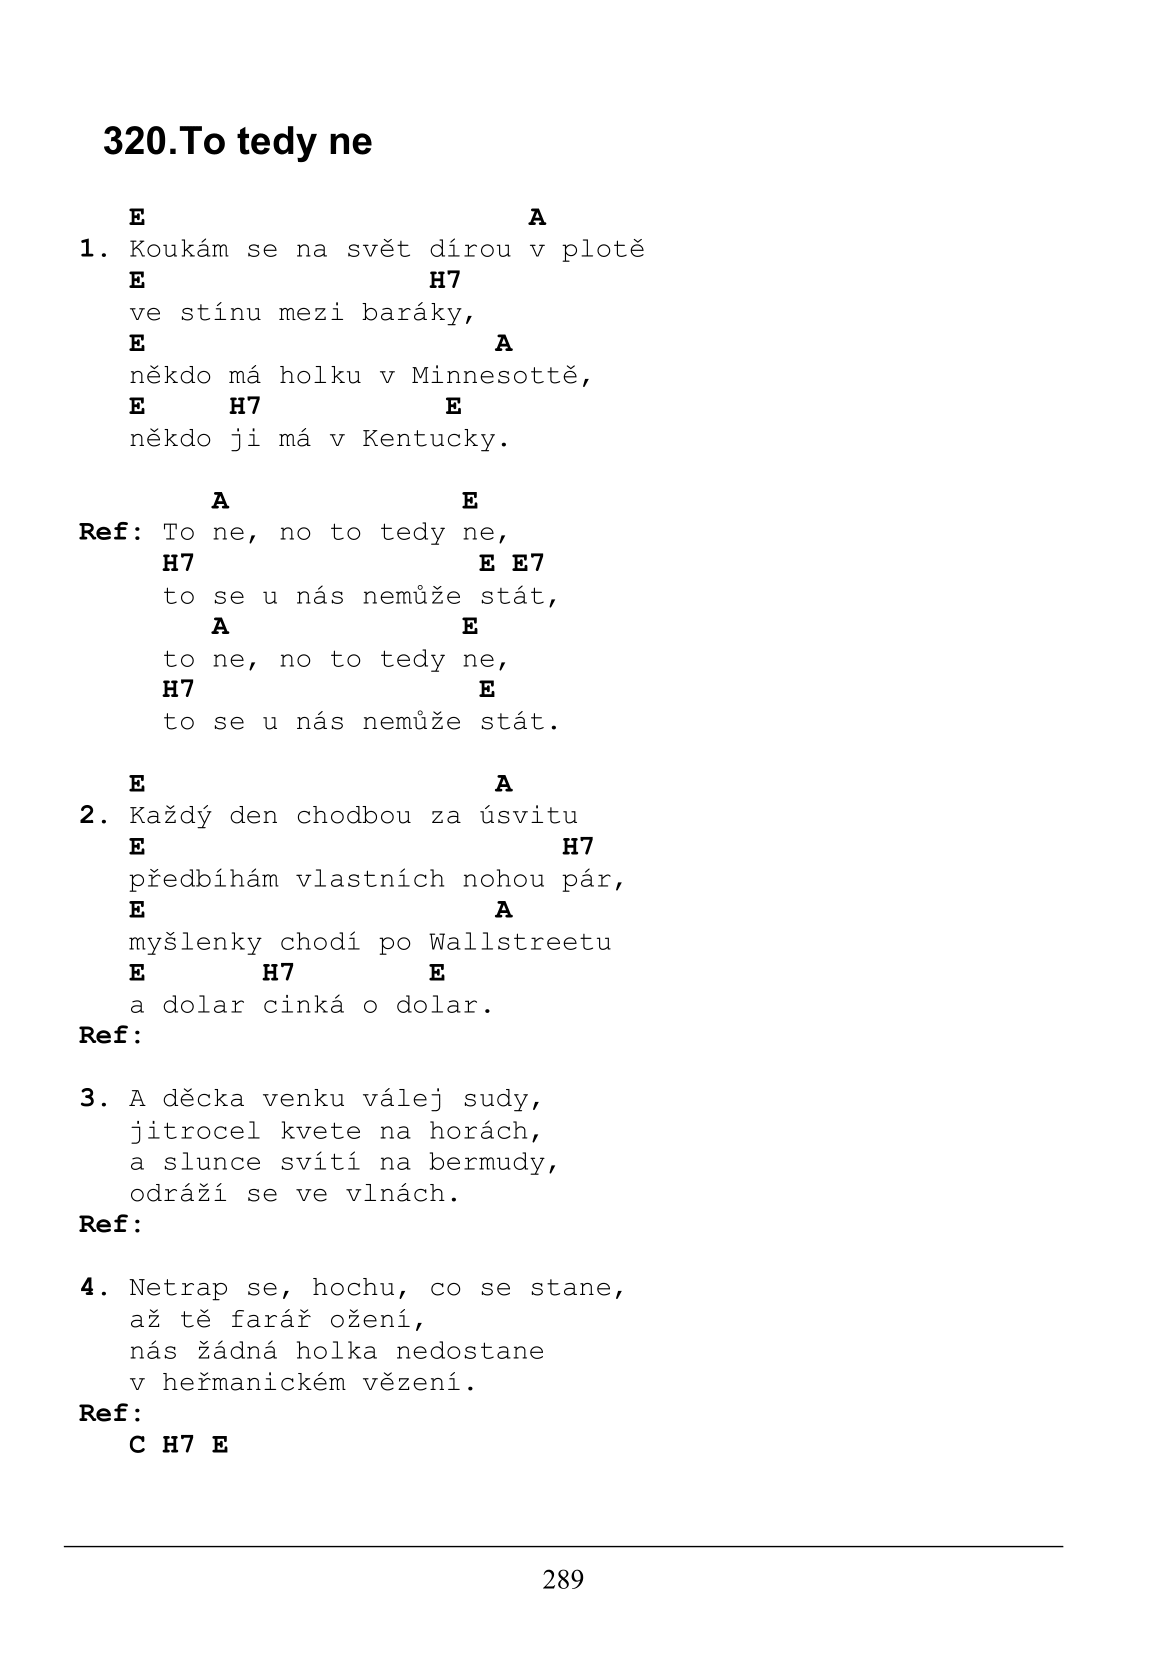 320.To tedy ne
   E                       A
1. Koukám se na svět dírou v plotě
   E                 H7
   ve stínu mezi baráky,
   E                     A
   někdo má holku v Minnesottě,
   E     H7           E
   někdo ji má v Kentucky.
        A              E
Ref: To ne, no to tedy ne,
     H7                 E E7
     to se u nás nemůže stát,
        A              E
     to ne, no to tedy ne,
     H7                 E
     to se u nás nemůže stát.
   E                     A
2. Každý den chodbou za úsvitu
   E                         H7
   předbíhám vlastních nohou pár,
   E                     A
   myšlenky chodí po Wallstreetu
   E       H7        E
   a dolar cinká o dolar.
Ref:
3. A děcka venku válej sudy,
   jitrocel kvete na horách,
   a slunce svítí na bermudy,
   odráží se ve vlnách.
Ref:
4. Netrap se, hochu, co se stane,
   až tě farář ožení,
   nás žádná holka nedostane
   v heřmanickém vězení.
Ref:
   C H7 E
289